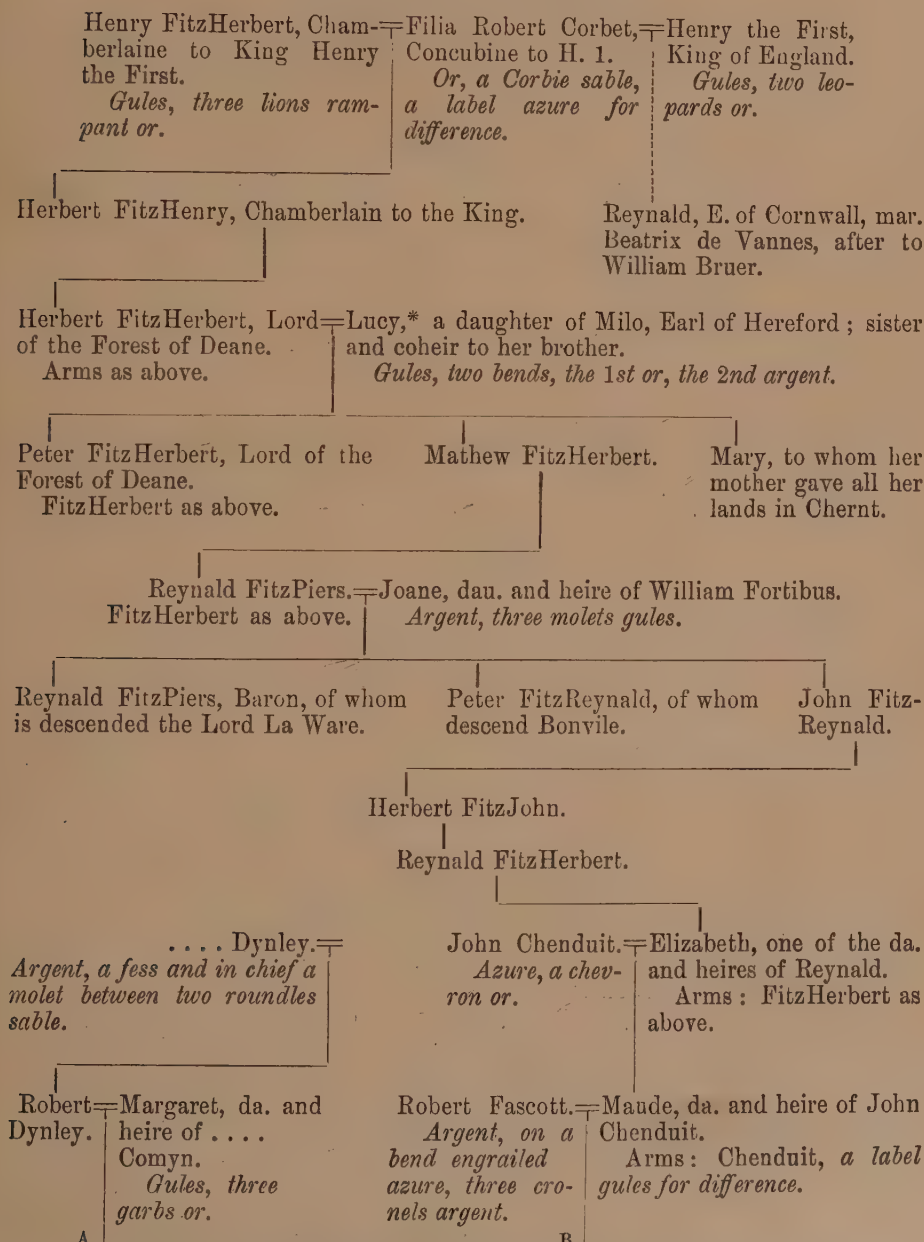 Henry FitzHerbert, Cham-
berlaine to King Henry
the First.
Gules, three lions ram-
pant or.
Filia Robert Corbet,
Concubine to H. 1.
Or, a Corbie sable,
a label azure for
difference.
Henry the First,
King of England.
Gules, two leo-
pards or.
Herbert FitzHenry, Chamberlain to the King.
Reynald, E. of Cornwall, mar.
Beatrix de Vannes, after to
William Bruer.
Herbert FitzHerbert, Lord
of the Forest of Deane.
Arms as above.
Lucy,* a daughter of Milo, Earl of Hereford; sister
and coheir to her brother.
Gules, two bends, the 1st or, the 2nd argent.
Peter FitzHerbert, Lord of the
Forest of Deane.
FitzHerbert as above.
Mathew FitzHerbert.
Mary, to whom her
mother gave all her
lands in Chernt.
Reynald FitzPiers.
FitzHerbert as above.
Joane, dau. and heire of William Fortibus.
Argent, three molets gules.
Reynald FitzPiers, Baron, of whom
is descended the Lord La Ware.
Peter FitzReynald, of whom
descend Bonvile.
John Fitz-
Reynald.
Herbert FitzJohn.
Reynald FitzHerbert.
.... Dynley.
Argent, a fess and in chief a
molet between two roundles
sable.
John Chenduit.
Azure, a chev-
ron or.
Elizabeth, one of the da.
and heires of Reynald.
Arms: FitzHerbert as
above.
Robert
Dynley.
Margaret, da. and
heire of ....
Comyn.
Gules, three
garbs or.
Robert Fascott.
Argent, on a
bend engrailed
azure, three cro-
nels argent.
Maude, da. and heire of John
Chenduit.
Arms: Chenduit, a label
gules for difference.
A
B